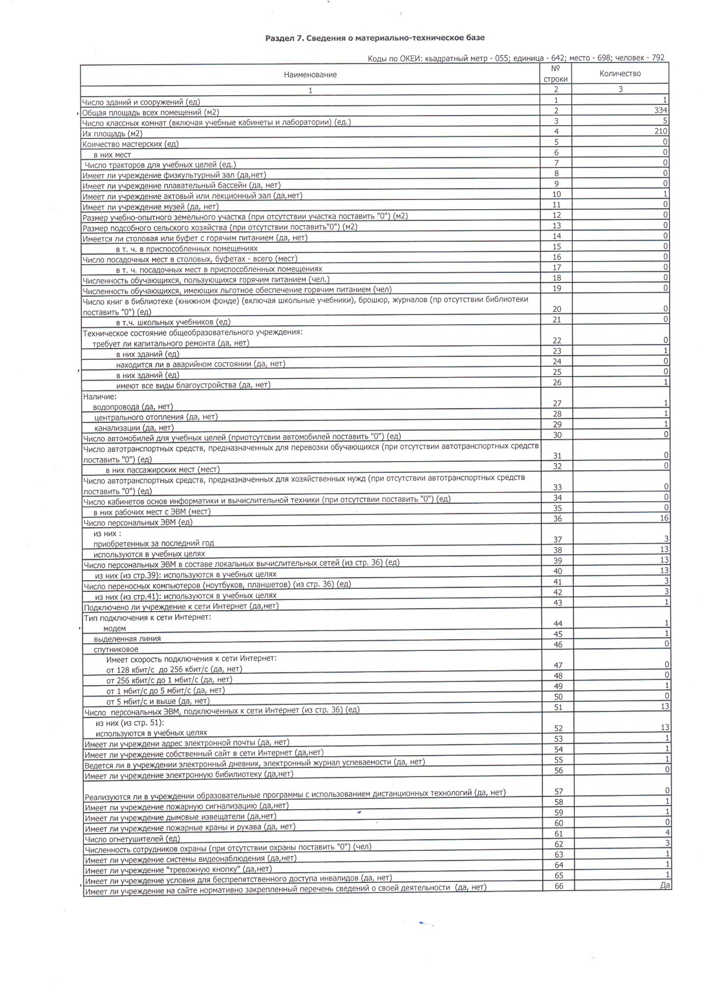 Раздел 7. Сведения о материально-техническое базе
Коды по ОКЕИ: квадратный метр - 055; единица - 642; место - 698; человек - 792
Наименование № строки Количество
1 2 3
Число зданий и сооружений (ед) 1 1
Общая площадь всех помещений (м2) 2 334
Число классных комнат (включая учебные кабинеты и лаборатории) (ед.) 3 5
Их площадь (м2) 4 210
Коичество мастерских (ед) 5 0
в них мест 6 0
Число тракторов для учебных целей (ед.) 7 0
Имеет ли учреждение физкультурный зал (да,нет) 8 0
Имеет ли учреждение плавательный бассейн (да, нет) 9 0
Имеет ли учреждение актовый или лекционный зал (да,нет) 10 1
Имеет ли учреждение музей (да, нет) 11 0
Размер учебно-опытного земельного участка (при отсутствии участка поставить "0") (м2) 12 0
Размер подсобного сельского хозяйства (при отсутствии поставить"0") (м2) 13 0
Имеется ли столовая или буфет с горячим питанием (да, нет) 14 0
в т. ч. в приспособленных помещениях 15 0
Число посадочных мест в столовых, буфетах - всего (мест) 16 0
в т. ч. посадочных мест в приспособленных помещениях 17 0
Численность обучающихся, пользующихся горячим питанием (чел.) 18 0
Численность обучающихся, имеющих льготное обеспечение горячим питанием (чел) 19 0
Число книг в библиотеке (книжном фонде) (включая школьные учебники), брошюр, журналов (пр отсутствии библиотеки
поставить "0") (ед) 20 0
в т.ч. школьных учебников (ед) 21 0
Техническое состояние общеобразовательного учреждения:
требует ли капитального ремонта (да, нет) 22 0
в них зданий (ед) 23 1
находится ли в аварийном состоянии (да, нет) 24 0
в них зданий (ед) 25 0
имеют все виды благоустройства (да, нет) 26 1
Наличие:
водопровода (да, нет) 27 1
центрального отопления (да, нет) 28 1
канализации (да, нет) 29 1
Число автомобилей для учебных целей (приотсутсвии автомобилей поставить "0") (ед) 30 0
Число автотранспортных средств, предназначенных для перевозки обучающихся (при отсутствии автотранспортных средств
поставить "0") (ед) 31 0
в них пассажирских мест (мест) 32 0
Число автотранспортных средств, предназначенных для хозяйственных нужд (при отсутствии автотранспортных средств
поставить "0") (ед) 33 0
Число кабинетов основ информатики и вычислительной техники (при отсутствии поставить "0") (ед) 34 0
в них рабочих мест с ЭВМ (мест) 35 0
Число персональных ЭВМ (ед) 36 16
из них :
приобретенных за последний год 37 3
используются в учебных целях 38 13
Число персональных ЭВМ в составе локальных вычислительных сетей (из стр. 36) (ед) 39 13
из них (из стр.39): используются в учебных целях 40 13
Число переносных компьютеров (ноутбуков, планшетов) (из стр. 36) (ед) 41 3
из них (из стр.41): используются в учебных целях 42 3
Подключено ли учреждение к сети Интернет (да,нет) 43 1
Тип подключения к сети Интернет:
модем 44 1
выделенная линия 45 1
спутниковое 46 0
Имеет скорость подключения к сети Интернет:
от 128 кбит/с до 256 кбит/с (да, нет) 47 0
от 256 кбит/с до 1 мбит/с (да, нет) 48 0
от 1 мбит/с до 5 мбит/с (да, нет) 49 1
от 5 мбит/с и выше (да, нет) 50 0
Число персональных ЭВМ, подключенных к сети Интернет (из стр. 36) (ед) 51 13
из них (из стр. 51):
используются в учебных целях 52 13
Имеет ли учреждени адрес электронной почты (да, нет) 53 1
Имеет ли учреждение собственный сайт в сети Интернет (да,нет) 54 1
Ведется ли в учреждении электронный дневник, электронный журнал успеваемости (да, нет) 55 1
Имеет ли учреждение электронную бибилиотеку (да,нет) 56 0
Реализуются ли в учреждении образовательные программы с использованием дистанционных технологий (да, нет) 57 0
Имеет ли учреждение пожарную сигнализацию (да,нет) 58 1
Имеет ли учреждение дымовые извещатели (да,нет) 59 1
Имеет ли учреждение пожарные краны и рукава (да, нет) 60 0
Число огнетушителей (ед) 61 4
Численность сотрудников охраны (при отсутствии охраны поставить "0") (чел) 62 3
Имеет ли учреждение системы видеонаблюдения (да,нет) 63 1
Имеет ли учреждение "тревожную кнопку" (да,нет) 64 1
Имеет ли учреждение условия для беспрепятственного доступа инвалидов (да, нет) 65 1
Имеет ли учреждение на сайте нормативно закрепленный перечень сведений о своей деятельности (да, нет) 66 Да